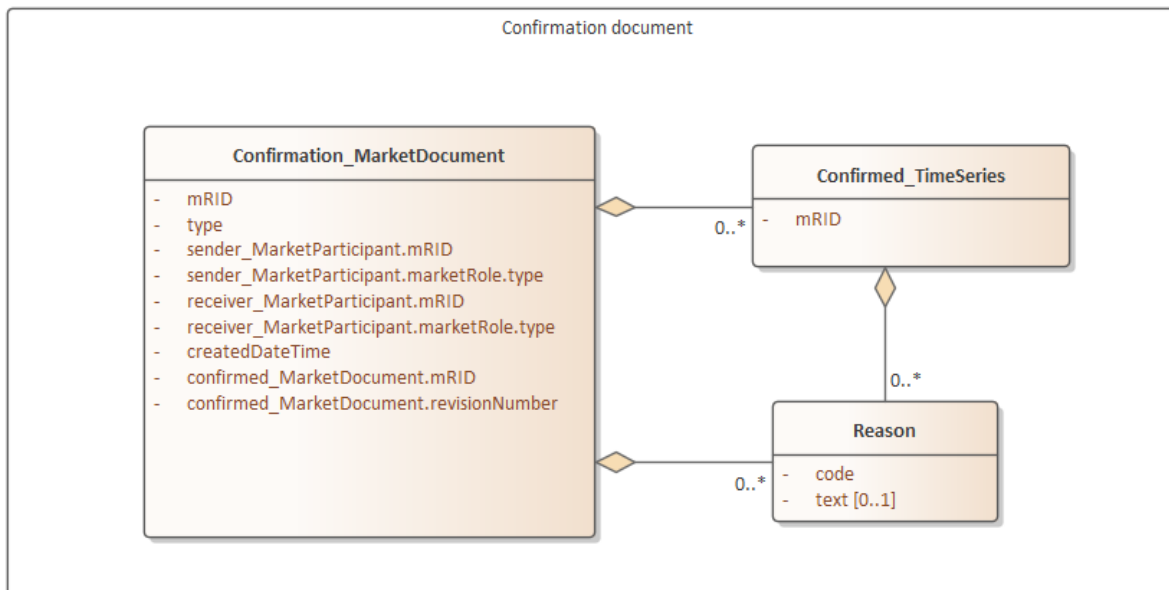 Confirmation document
Confirmation_MarketDocument
- mRID
- type
- sender_MarketParticipant.mRID
- sender_MarketParticipant.marketRole.type
- receiver_MarketParticipant.mRID
- receiver_MarketParticipant.marketRole.type
- createdDateTime
- confirmed_MarketDocument.mRID
- confirmed_MarketDocument.revisionNumber
0..*
Confirmed_TimeSeries
- mRID
0..*
0..*
Reason
- code
- text [0..1]